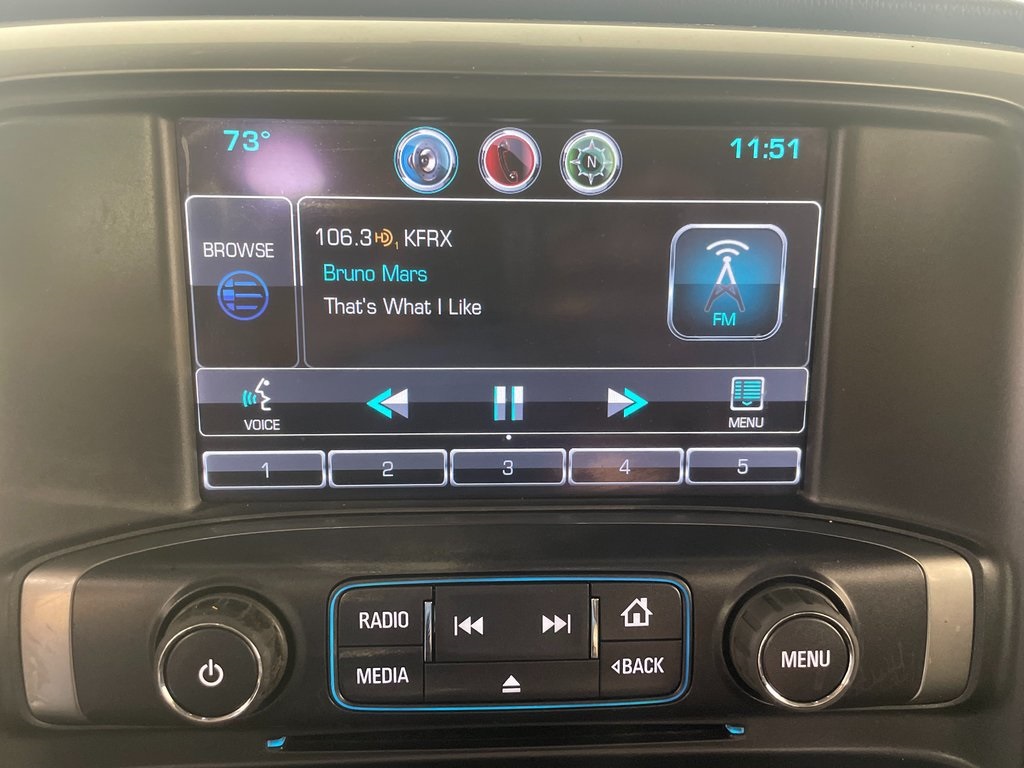 73°
N
11:51
BROWSE
106.3 HD 1 KFRX
Bruno Mars
That's What I Like
FM
VOICE
MENU
1 2 3 4 5
RADIO
MEDIA
BACK
MENU